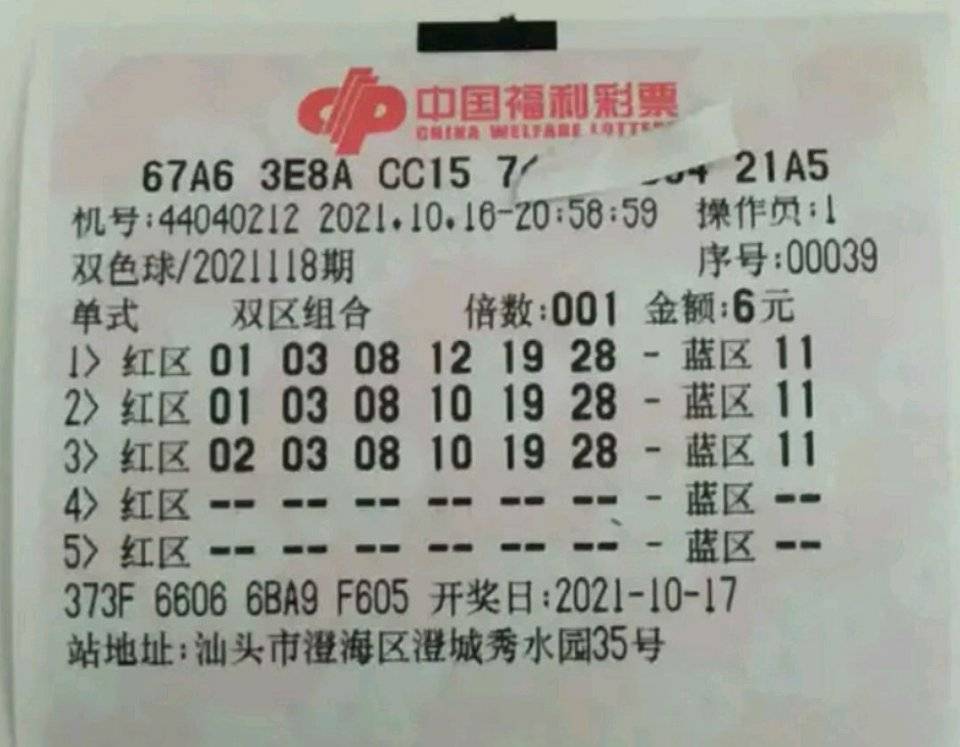 中国福利彩票
CHINA WELFARE
67A6 3E8A CC15 21A5
机号:44040212 2021.10.16-20:58:59 操作员:1
双色球/2021118期 序号:00039
单式 双区组合 倍数:001 金额:6元
1> 红区 01 03 08 12 19 28 - 蓝区 11
2> 红区 01 03 08 10 19 28 - 蓝区 11
3> 红区 02 03 08 10 19 28 - 蓝区 11
4> 红区 -- -- -- -- -- -- - 蓝区 --
5> 红区 -- -- -- -- -- -- - 蓝区 --
373F 6606 6BA9 F605 开奖日:2021-10-17
站地址:汕头市澄海区澄城秀水园35号